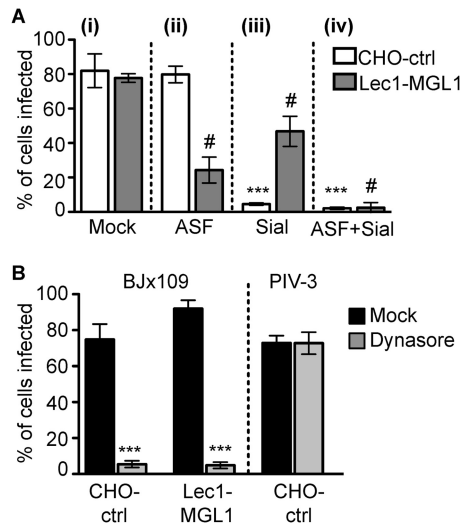 A (i) (ii) (iii) (iv)
% of cells infected
100
80
60
40
20
0
CHO-ctrl
Lec1-MGL1
#
***
#
***
#
Mock ASF Sial ASF+Sial
B BJx109 PIV-3
% of cells infected
100
80
60
40
20
0
Mock
Dynasore
***
***
CHO-
ctrl
Lec1-
MGL1
CHO-
ctrl